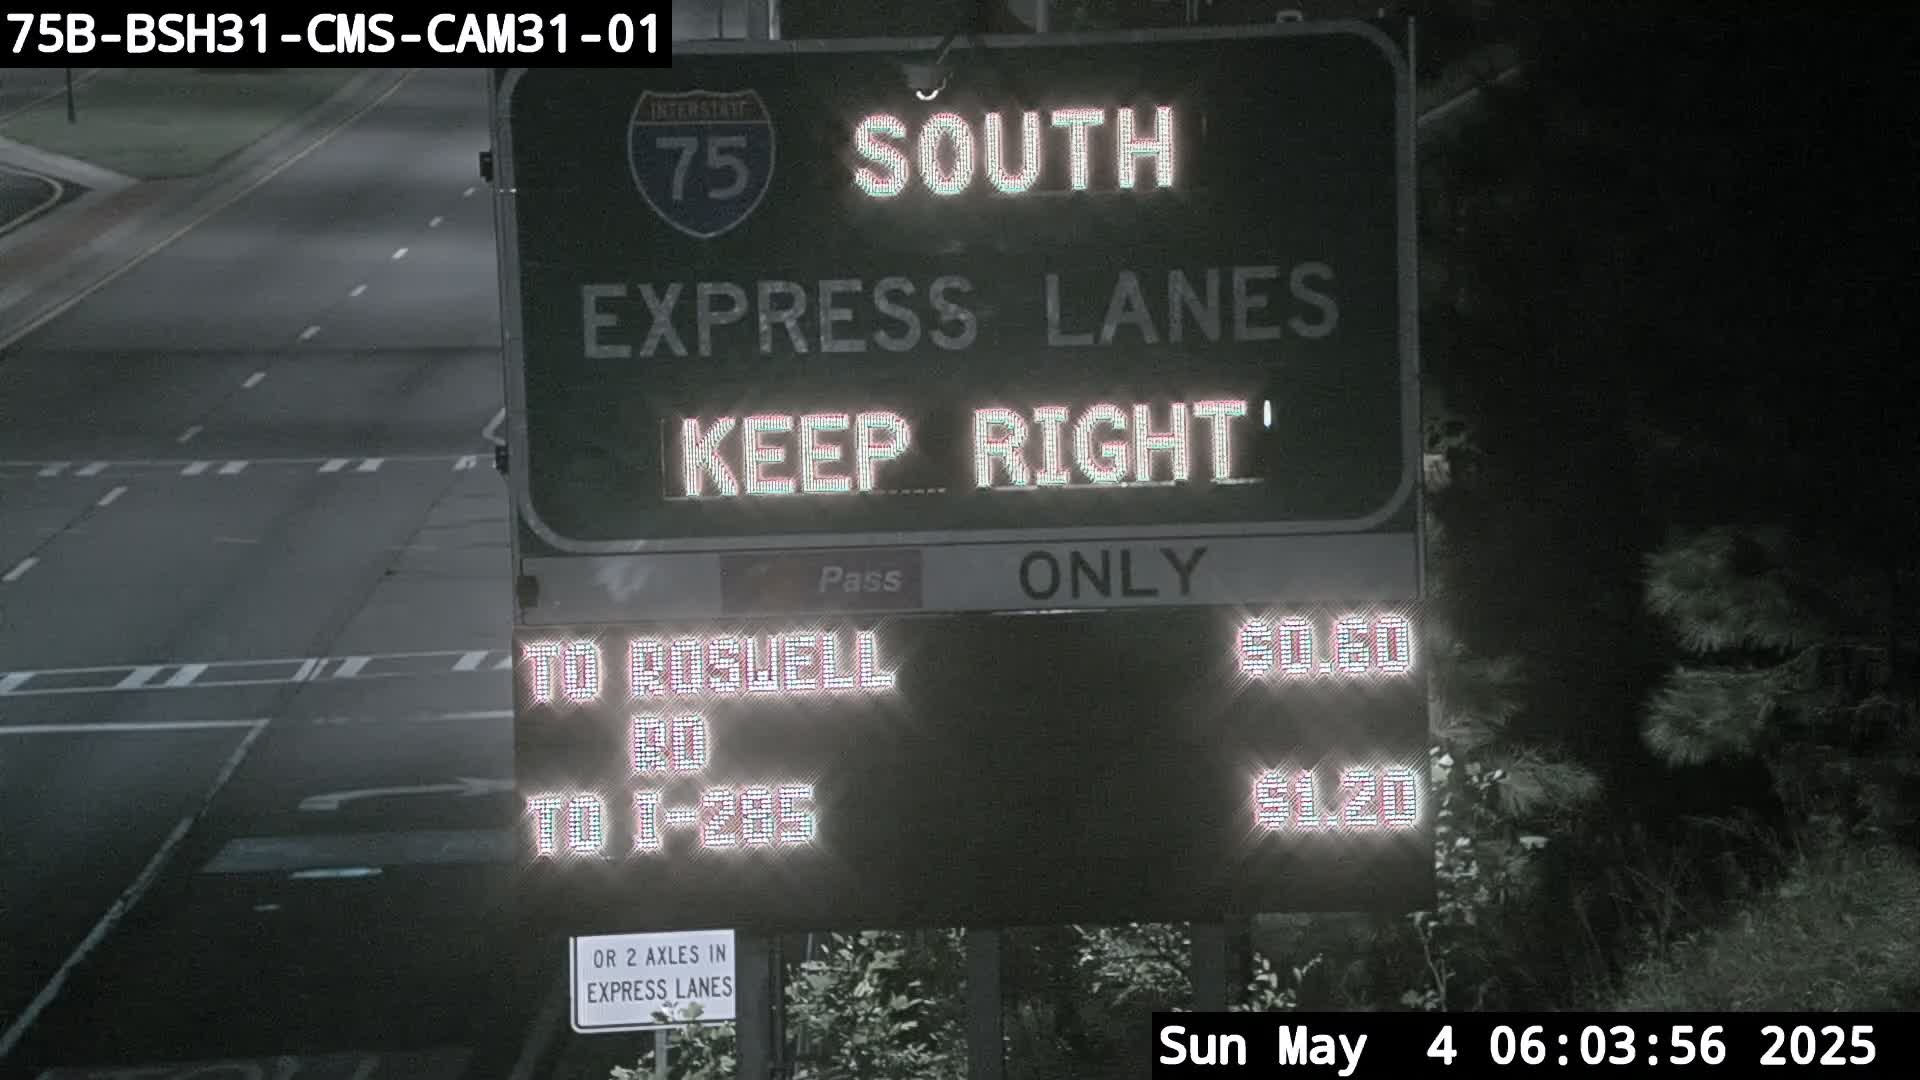 75B-BSH31-CMS-CAM31-01
INTERSTATE
75
SOUTH
EXPRESS LANES
KEEP RIGHT
Pass ONLY
TO ROSWELL $0.60
RD
TO I-285 $1.20
OR 2 AXLES IN
EXPRESS LANES
Sun May 4 06:03:56 2025